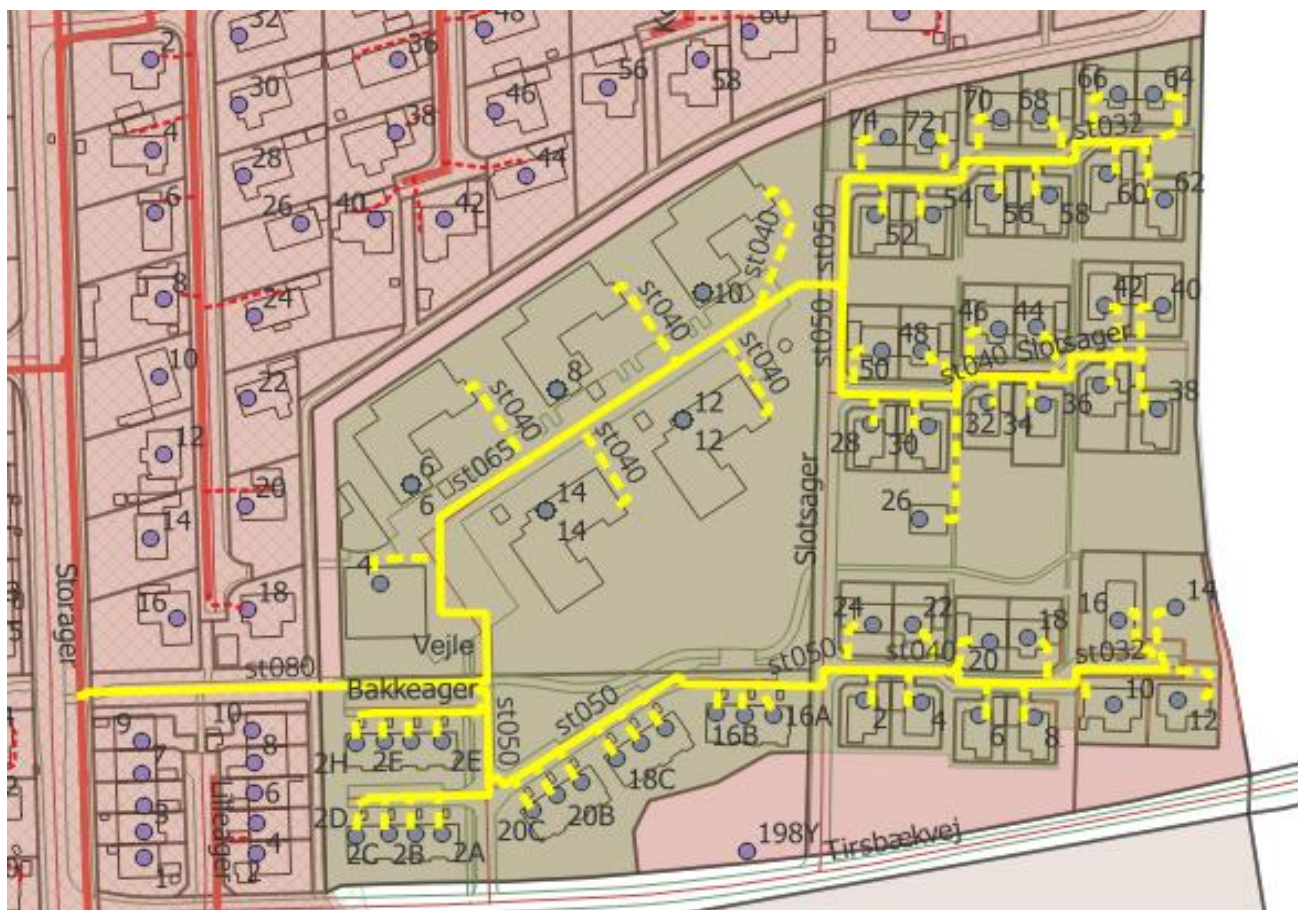 32
48
60
2
36
66
64
30
46
56
58
70
68
74
72
st032
4
38
28
44
60
62
6
26
40
42
54
56
58
52
st040
st050
8
24
10
42
40
st040
46
44
10
st050
48
Slotsager
st040
22
8
st040
50
st040
36
38
12
32
34
12
12
st040
28
30
20
6
st065
st040
6
14
26
14
14
Slotsager
4
Storager
18
16
24
22
18
16
14
Vejle
20
st080
st050
st040
st032
Bakkeager
st050
10
12
9
10
st050
16A
2
4
16B
6
8
7
8
2H
2F
2E
18C
6
Lilleager
20B
2D
20C
4
198Y
Tirsbækvej
2C
2B
2A
1
2